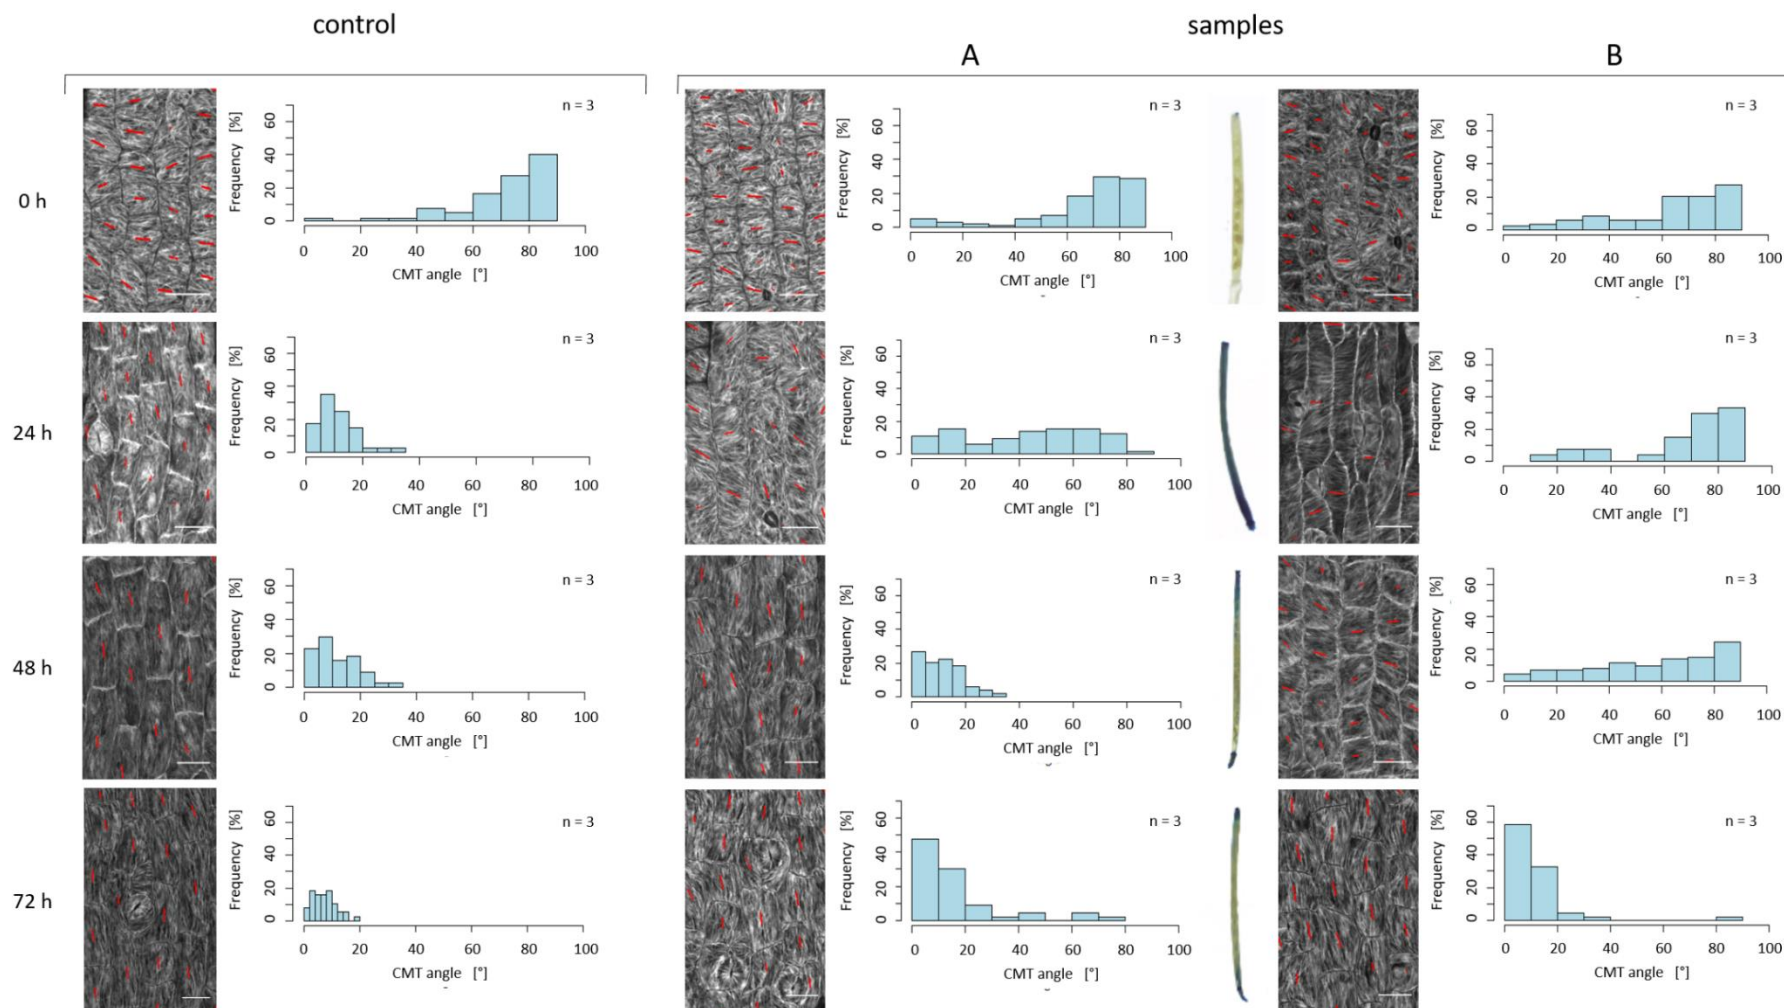 control
samples
A
B
0 h
Frequency [%]
0 20 40 60
n = 3
0 20 40 60 80 100
CMT angle [°]
Frequency [%]
0 20 40 60
n = 3
0 20 40 60 80 100
CMT angle [°]
Frequency [%]
0 20 40 60
n = 3
0 20 40 60 80 100
CMT angle [°]
24 h
Frequency [%]
0 20 40 60
n = 3
0 20 40 60 80 100
CMT angle [°]
Frequency [%]
0 20 40 60
n = 3
0 20 40 60 80 100
CMT angle [°]
Frequency [%]
0 20 40 60
n = 3
0 20 40 60 80 100
CMT angle [°]
48 h
Frequency [%]
0 20 40 60
n = 3
0 20 40 60 80 100
CMT angle [°]
Frequency [%]
0 20 40 60
n = 3
0 20 40 60 80 100
CMT angle [°]
Frequency [%]
0 20 40 60
n = 3
0 20 40 60 80 100
CMT angle [°]
72 h
Frequency [%]
0 20 40 60
n = 3
0 20 40 60 80 100
CMT angle [°]
Frequency [%]
0 20 40 60
n = 3
0 20 40 60 80 100
CMT angle [°]
Frequency [%]
0 20 40 60
n = 3
0 20 40 60 80 100
CMT angle [°]